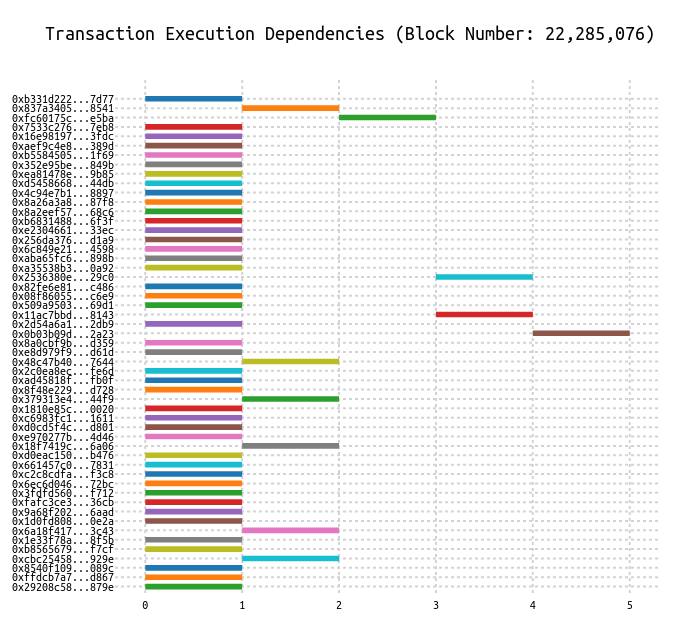 Transaction Execution Dependencies (Block Number: 22,285,076)
0xb331d222...7d77
0x837a3405...8541
0xfc60175c...e5ba
0x7533c276...7eb8
0x16e98197...3fdc
0xaef9c4e8...389d
0xb5584505...1f69
0x352e95be...849b
0xea81478e...9b85
0xd5458668...44db
0x4c94e7b1...8897
0x8a26a3a8...87f8
0x8a2eef57...68c6
0xb6831488...6f3f
0xe2304661...33ec
0x256da376...d1a9
0x6c849e21...4598
0xaba65fc6...898b
0xa35538b3...0a92
0x2536380e...29c0
0x82fe6e81...c486
0x08f86055...c6e9
0x509a9503...69d1
0x11ac7bbd...8143
0x2d54a6a1...2db9
0x0b03b09d...2a23
0x8a0cbf9b...d359
0xe8d979f9...d61d
0x48c47b40...7644
0x2c0ea8ec...fe6d
0xad45818f...fb0f
0x8f48e229...d728
0x379313e4...44f9
0x1810e85c...0020
0xc6983fc1...1611
0xd0cd5f4c...d801
0xe970277b...4d46
0x18f7419c...6a06
0xd0eac150...b476
0x661457c0...7831
0xc2c8cdfa...f3c8
0x6ec6d046...72bc
0x3fdfd560...f712
0xfafc3ce3...36cb
0x9a68f202...6aad
0x1d0fd808...0e2a
0x6a18f417...3c43
0x1e33f78a...8f5b
0xb8565679...f7cf
0xcbc25458...929e
0x8540f109...089c
0xffdcb7a7...d867
0x29208c58...879e
0 1 2 3 4 5